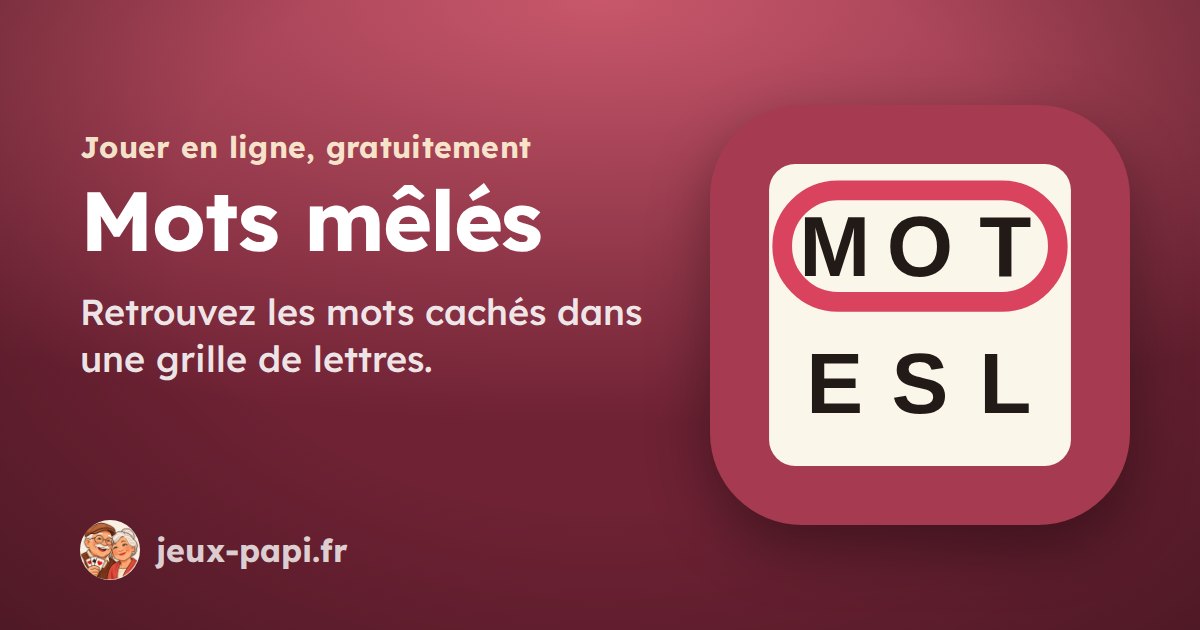 Jouer en ligne, gratuitement
Mots mêlés
Retrouvez les mots cachés dans
une grille de lettres.
jeux-papi.fr
M O T
E S L